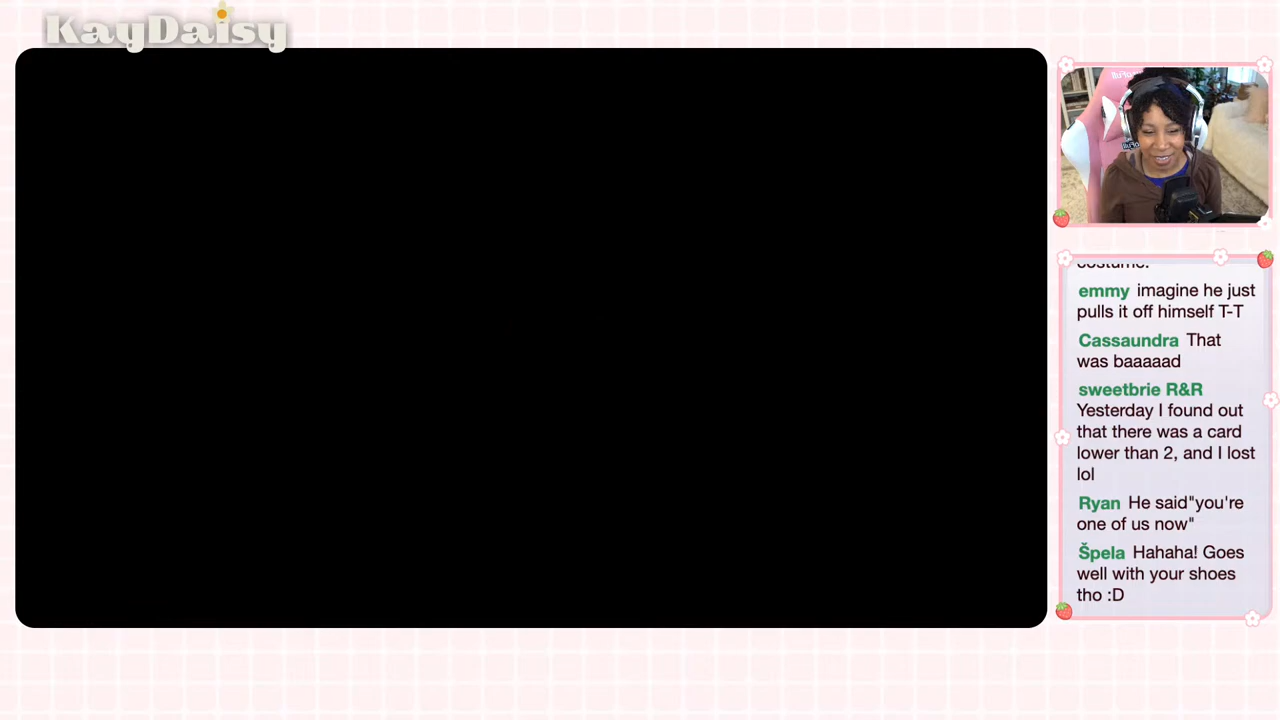 KayDaisy
costume.
emmy imagine he just
pulls it off himself T-T
Cassaundra That
was baaaaad
sweetbrie R&R
Yesterday I found out
that there was a card
lower than 2, and I lost
lol
Ryan He said"you're
one of us now"
Špela Hahaha! Goes
well with your shoes
tho :D